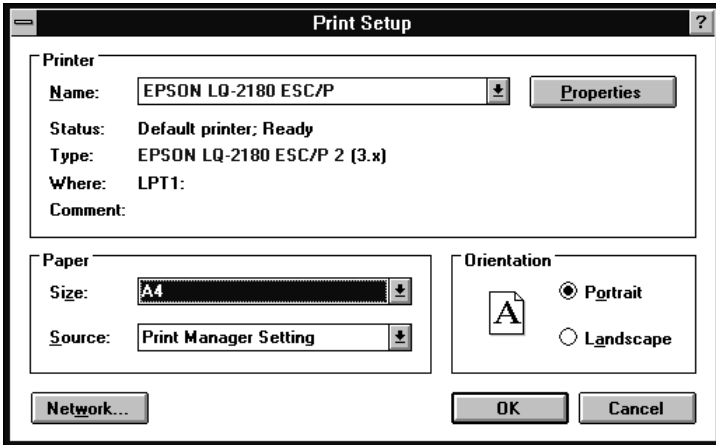 Print Setup
?
Printer
Name: EPSON LQ-2180 ESC/P Properties
Status: Default printer; Ready
Type: EPSON LQ-2180 ESC/P 2 (3.x)
Where: LPT1:
Comment:
Paper
Size: A4
Source: Print Manager Setting
Orientation
A
Portrait
Landscape
Network... OK Cancel